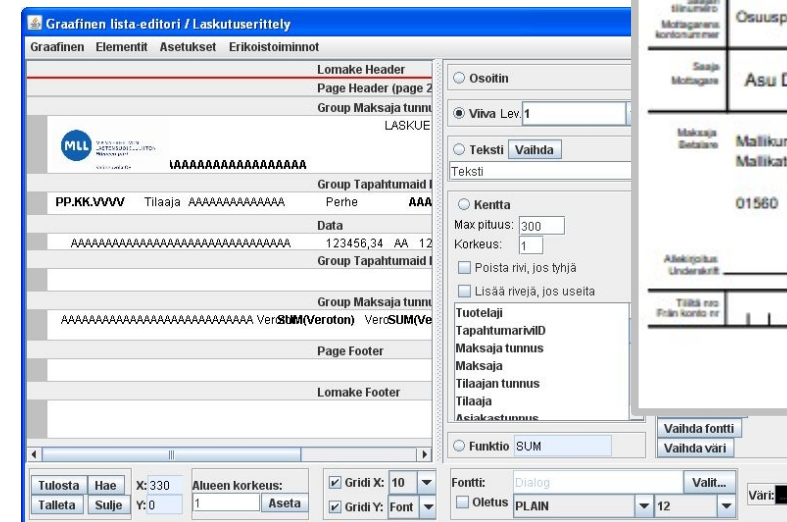 Graafinen lista-editori / Laskutuserittely
Graafinen Elementit Asetukset Erikoistoiminnot
Lomake Header
Page Header (page 2
Group Maksaja tunnu
LASKUE
MLL
AAAAAAAAAAAAAAAAAAAA
Group Tapahtumaid I
PP.KK.VVVV Tilaaja AAAAAAAAAAAAAA Perhe AAA
Data
AAAAAAAAAAAAAAAAAAAAAAAAAAAAAAAA 123456,34 AA 12
Group Tapahtumaid I
Group Maksaja tunnu
AAAAAAAAAAAAAAAAAAAAAAAAAAAA SUM(Veroton) Vero SUM(Ve
Page Footer
Lomake Footer
Osoitin
Viiva Lev. 1
Teksti Vaihda
Teksti
Kentta
Max pituus: 300
Korkeus: 1
Poista rivi, jos tyhjä
Lisää rivejä, jos useita
Tuotelaji
TapahtumariviID
Maksaja tunnus
Maksaja
Tilaajan tunnus
Tilaaja
Asiakastunnus
Funktio SUM
Saajan
tilinumero
Mottagarens
kontonummer
Osuusp
Saaja
Mottagare
Asu D
Maksaja
Betalare
Mallikur
Mallikat
01560
Allekirjoitus
Underskrift
Tililtä nro
Från konto nr
Vaihda fontti
Vaihda väri
Tulosta Hae X: 330 Alueen korkeus: Gridi X: 10 Fontti: Dialog Valit...
Talleta Sulje Y: 0 1 Aseta Gridi Y: Font Oletus PLAIN 12 Väri: